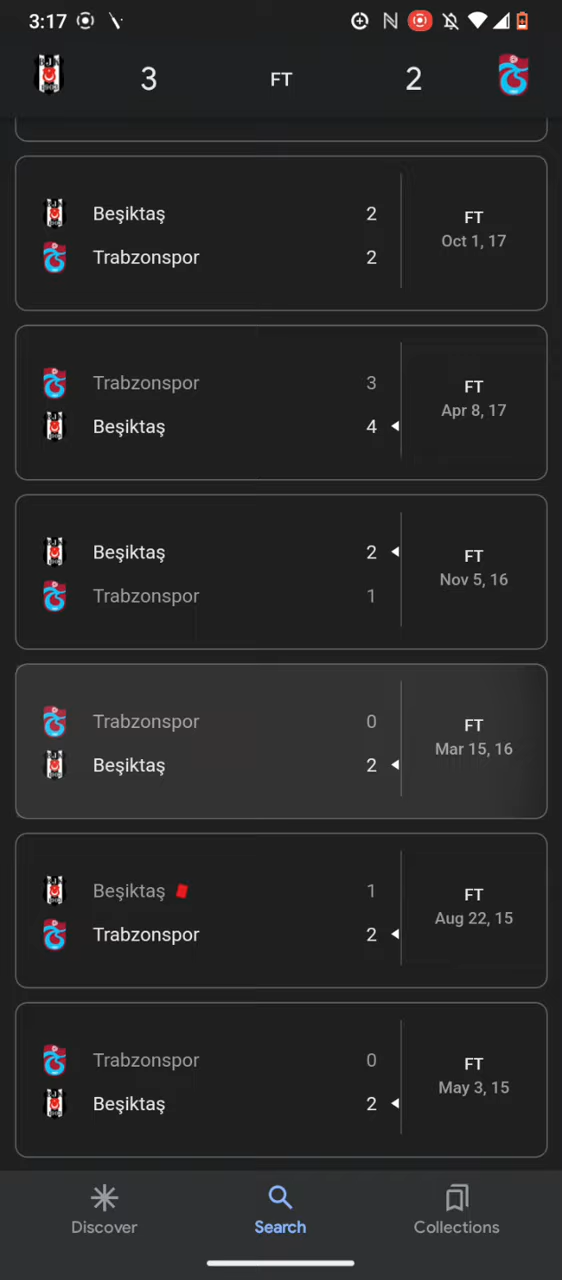 3:17
3 FT 2
Beşiktaş 2
FT
Oct 1, 17
Trabzonspor 2
Trabzonspor 3
FT
Apr 8, 17
Beşiktaş 4
Beşiktaş 2
FT
Nov 5, 16
Trabzonspor 1
Trabzonspor 0
FT
Mar 15, 16
Beşiktaş 2
Beşiktaş 1
FT
Aug 22, 15
Trabzonspor 2
Trabzonspor 0
FT
May 3, 15
Beşiktaş 2
Discover Search Collections